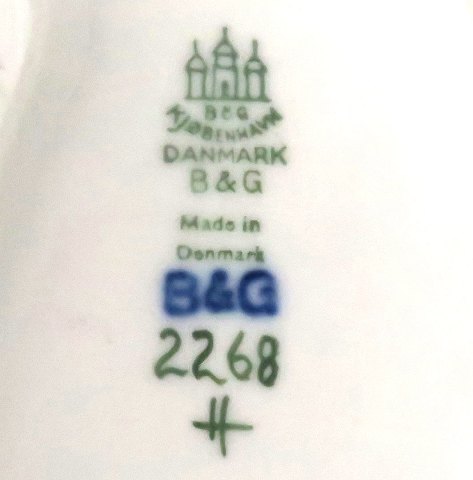 B&G
KJØBENHAVN
DANMARK
B&G
Made in
Denmark
B&G
2268